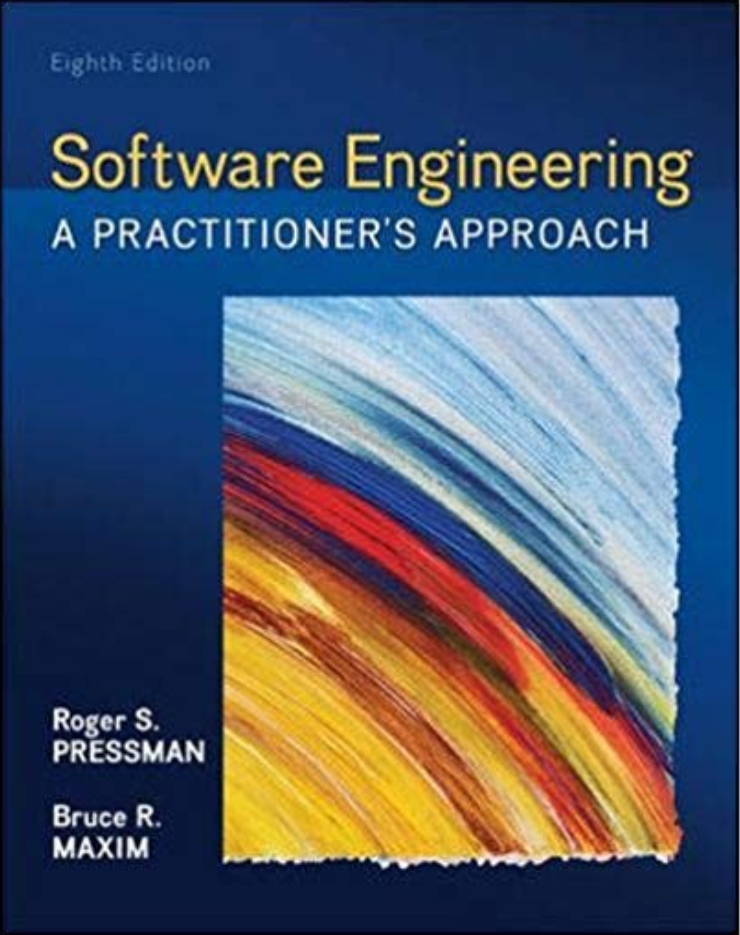 Eighth Edition
Software Engineering
A PRACTITIONER'S APPROACH
Roger S.
PRESSMAN
Bruce R.
MAXIM